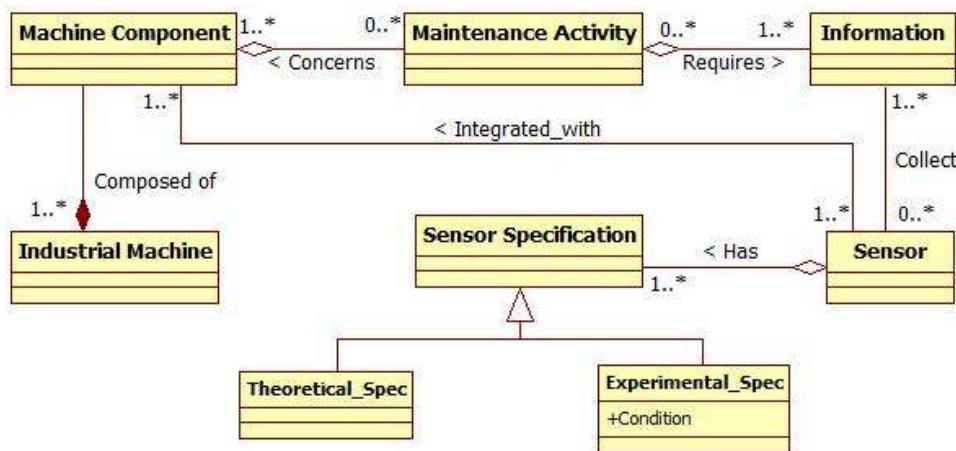 Machine Component
1..*
0..*
Maintenance Activity
0..*
1..*
Information
< Concerns
Requires >
1..*
1..*
< Integrated_with
Collect
Composed of
1..*
1..*
0..*
Industrial Machine
Sensor Specification
< Has
Sensor
1..*
Theoretical_Spec
Experimental_Spec
+Condition